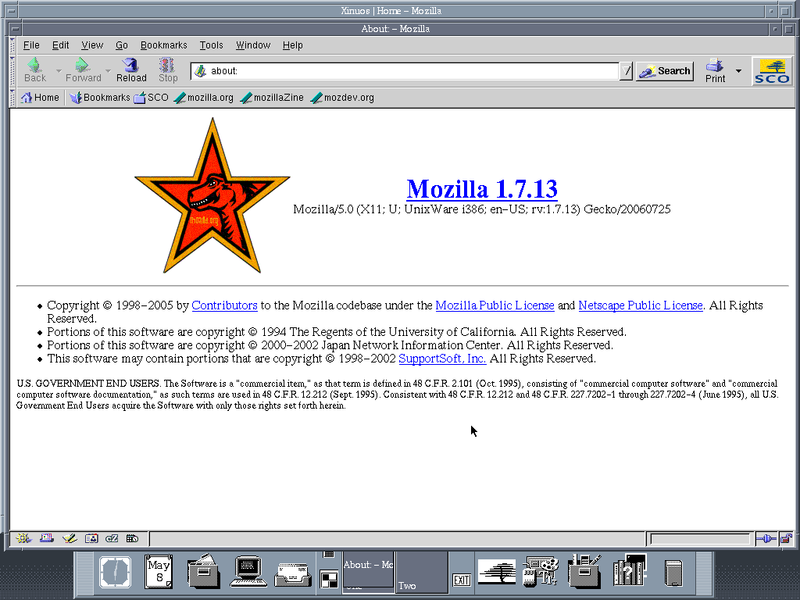 Xinuos | Home – Mozilla
About: – Mozilla
File Edit View Go Bookmarks Tools Window Help
Back Forward Reload Stop about: Search Print SCO
Home Bookmarks SCO mozilla.org mozillaZine mozdev.org
mozilla.org
Mozilla 1.7.13
Mozilla/5.0 (X11; U; UnixWare i386; en–US; rv:1.7.13) Gecko/20060725
Copyright © 1998–2005 by Contributors to the Mozilla codebase under the Mozilla Public License and Netscape Public License. All Rights
Reserved.
Portions of this software are copyright © 1994 The Regents of the University of California. All Rights Reserved.
Portions of this software are copyright © 2000–2002 Japan Network Information Center. All Rights Reserved.
This software may contain portions that are copyright © 1998–2002 SupportSoft, Inc. All Rights Reserved.
U.S. GOVERNMENT END USERS. The Software is a "commercial item," as that term is defined in 48 C.F.R. 2.101 (Oct. 1995), consisting of "commercial computer software" and "commercial
computer software documentation," as such terms are used in 48 C.F.R. 12.212 (Sept. 1995). Consistent with 48 C.F.R. 12.212 and 48 C.F.R. 227.7202–1 through 227.7202–4 (June 1995), all U.S.
Government End Users acquire the Software with only those rights set forth herein.
May
8
About: – Mo
Two
EXIT